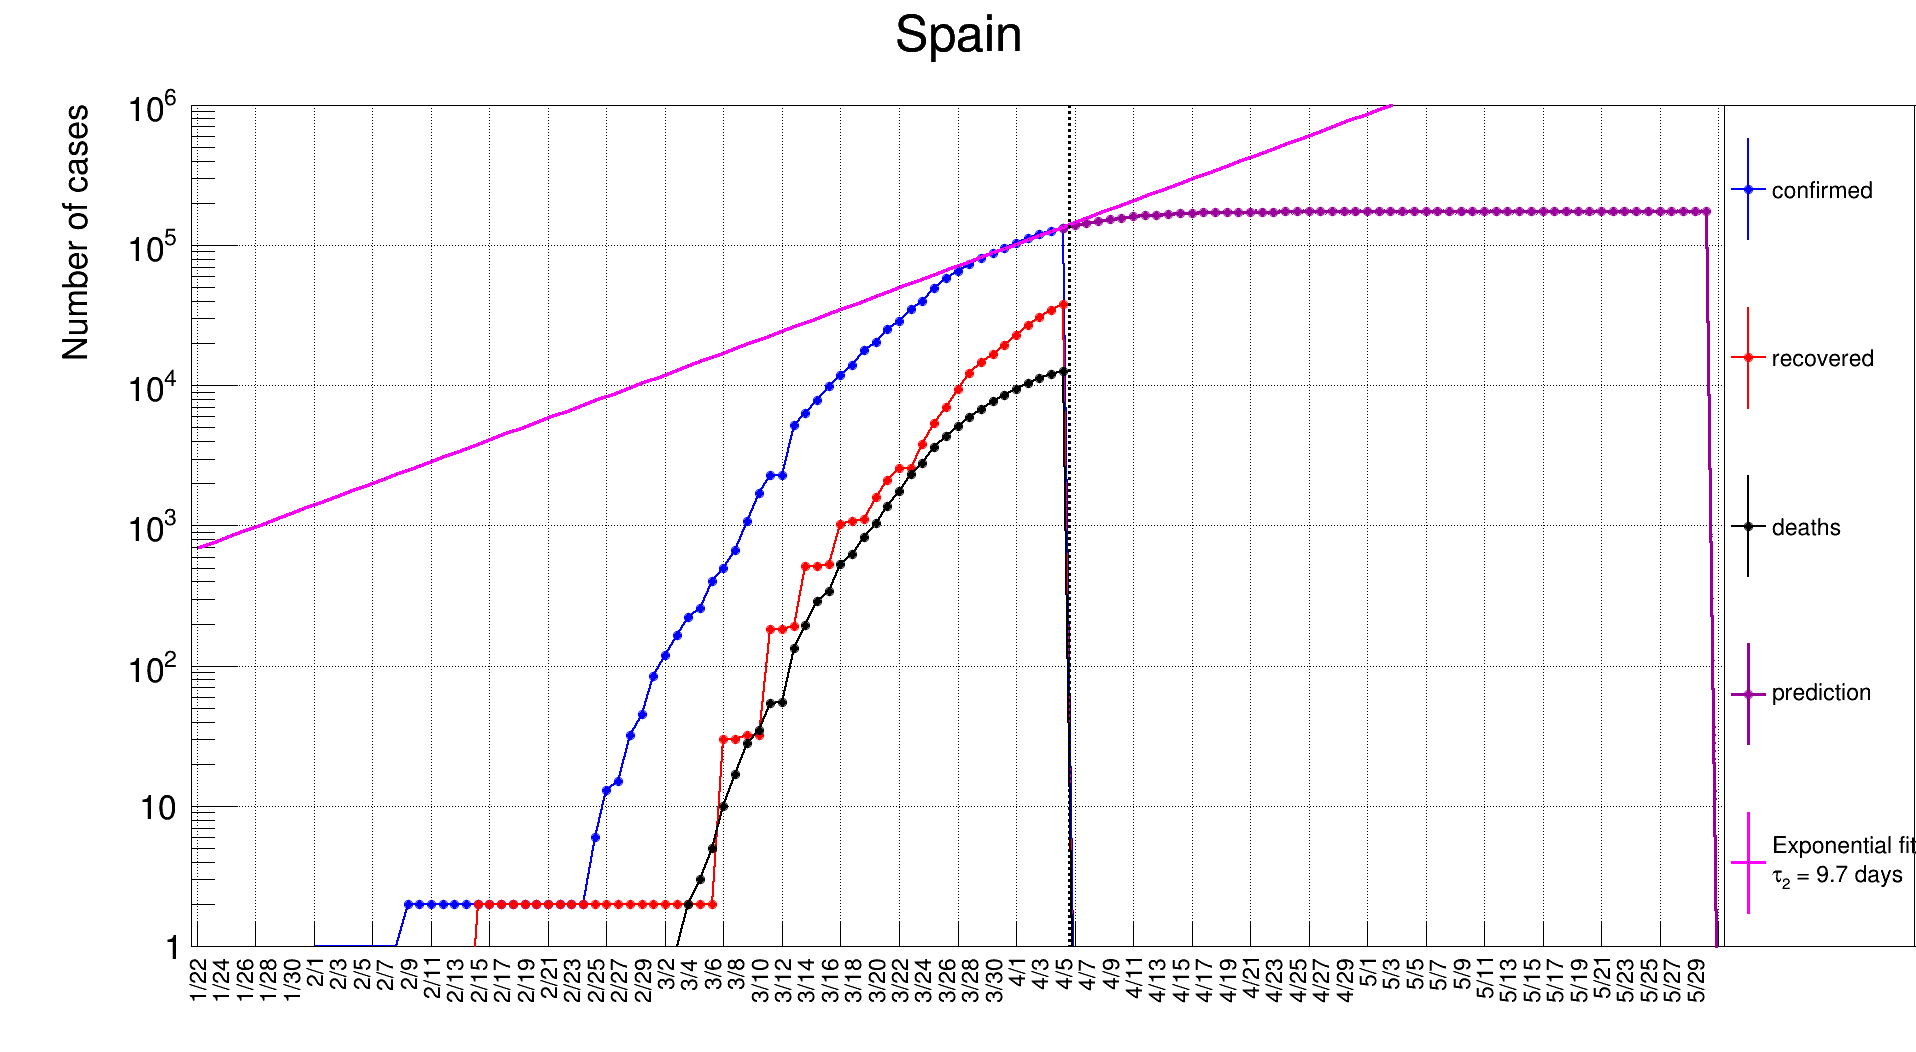 Spain
Number of cases
10^6
10^5
10^4
10^3
10^2
10
1
1/22 1/24 1/26 1/28 1/30 2/1 2/3 2/5 2/7 2/9 2/11 2/13 2/15 2/17 2/19 2/21 2/23 2/25 2/27 2/29 3/2 3/4 3/6 3/8 3/10 3/12 3/14 3/16 3/18 3/20 3/22 3/24 3/26 3/28 3/30 4/1 4/3 4/5 4/7 4/9 4/11 4/13 4/15 4/17 4/19 4/21 4/23 4/25 4/27 4/29 5/1 5/3 5/5 5/7 5/9 5/11 5/13 5/15 5/17 5/19 5/21 5/23 5/25 5/27 5/29
confirmed
recovered
deaths
prediction
Exponential fit
τ₂ = 9.7 days